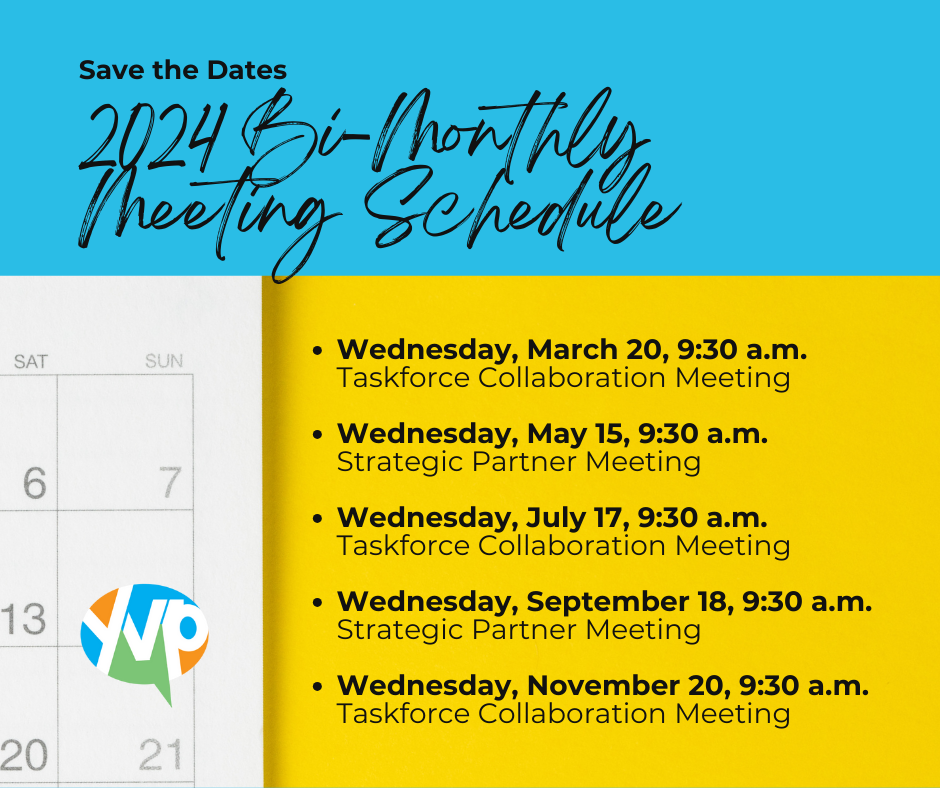 Save the Dates
2024 Bi-Monthly
Meeting Schedule
SAT SUN
6 7
13
20 21
yvp
• Wednesday, March 20, 9:30 a.m.
Taskforce Collaboration Meeting
• Wednesday, May 15, 9:30 a.m.
Strategic Partner Meeting
• Wednesday, July 17, 9:30 a.m.
Taskforce Collaboration Meeting
• Wednesday, September 18, 9:30 a.m.
Strategic Partner Meeting
• Wednesday, November 20, 9:30 a.m.
Taskforce Collaboration Meeting